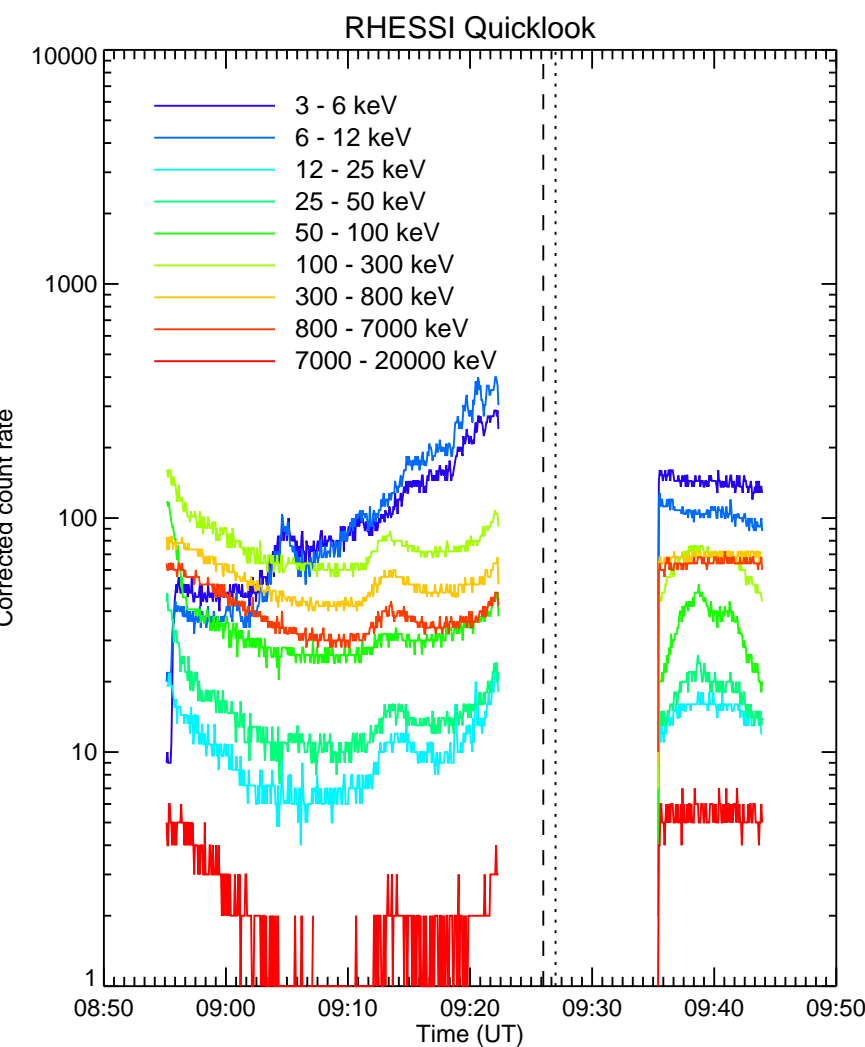 RHESSI Quicklook
10000
1000
100
10
1
Corrected count rate
3 - 6 keV
6 - 12 keV
12 - 25 keV
25 - 50 keV
50 - 100 keV
100 - 300 keV
300 - 800 keV
800 - 7000 keV
7000 - 20000 keV
08:50 09:00 09:10 09:20 09:30 09:40 09:50
Time (UT)